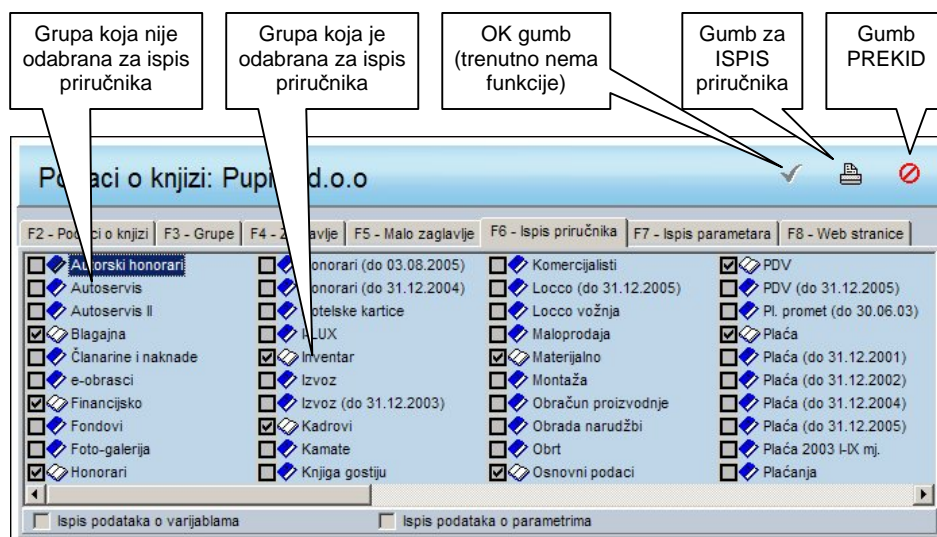 Grupa koja nije
odabrana za ispis
priručnika
Grupa koja je
odabrana za ispis
priručnika
OK gumb
(trenutno nema
funkcije)
Gumb za
ISPIS
priručnika
Gumb
PREKID
aci o knjizi: Pupi d.o.o
F2 - Po ci o knjizi F3 - Grupe F4 - Z avlje F5 - Malo zaglavlje F6 - Ispis priručnika F7 - Ispis parametara F8 - Web stranice
Autorski honorari
Autoservis
Autoservis II
Blagajna
Članarine i naknade
e-obrasci
Financijsko
Fondovi
Foto-galerija
Honorari
onorari (do 03.08.2005)
onorari (do 31.12.2004)
otelske kartice
LUX
Inventar
Izvoz
Izvoz (do 31.12.2003)
Kadrovi
Kamate
Knjiga gostiju
Komercijalisti
Locco (do 31.12.2005)
Locco vožnja
Maloprodaja
Materijalno
Montaža
Obračun proizvodnje
Obrada narudžbi
Obrt
Osnovni podaci
PDV
PDV (do 31.12.2005)
Pl. promet (do 30.06.03)
Plaća
Plaća (do 31.12.2001)
Plaća (do 31.12.2002)
Plaća (do 31.12.2004)
Plaća (do 31.12.2005)
Plaća 2003 I-IX mj.
Plaćanja
Ispis podataka o varijablama Ispis podataka o parametrima